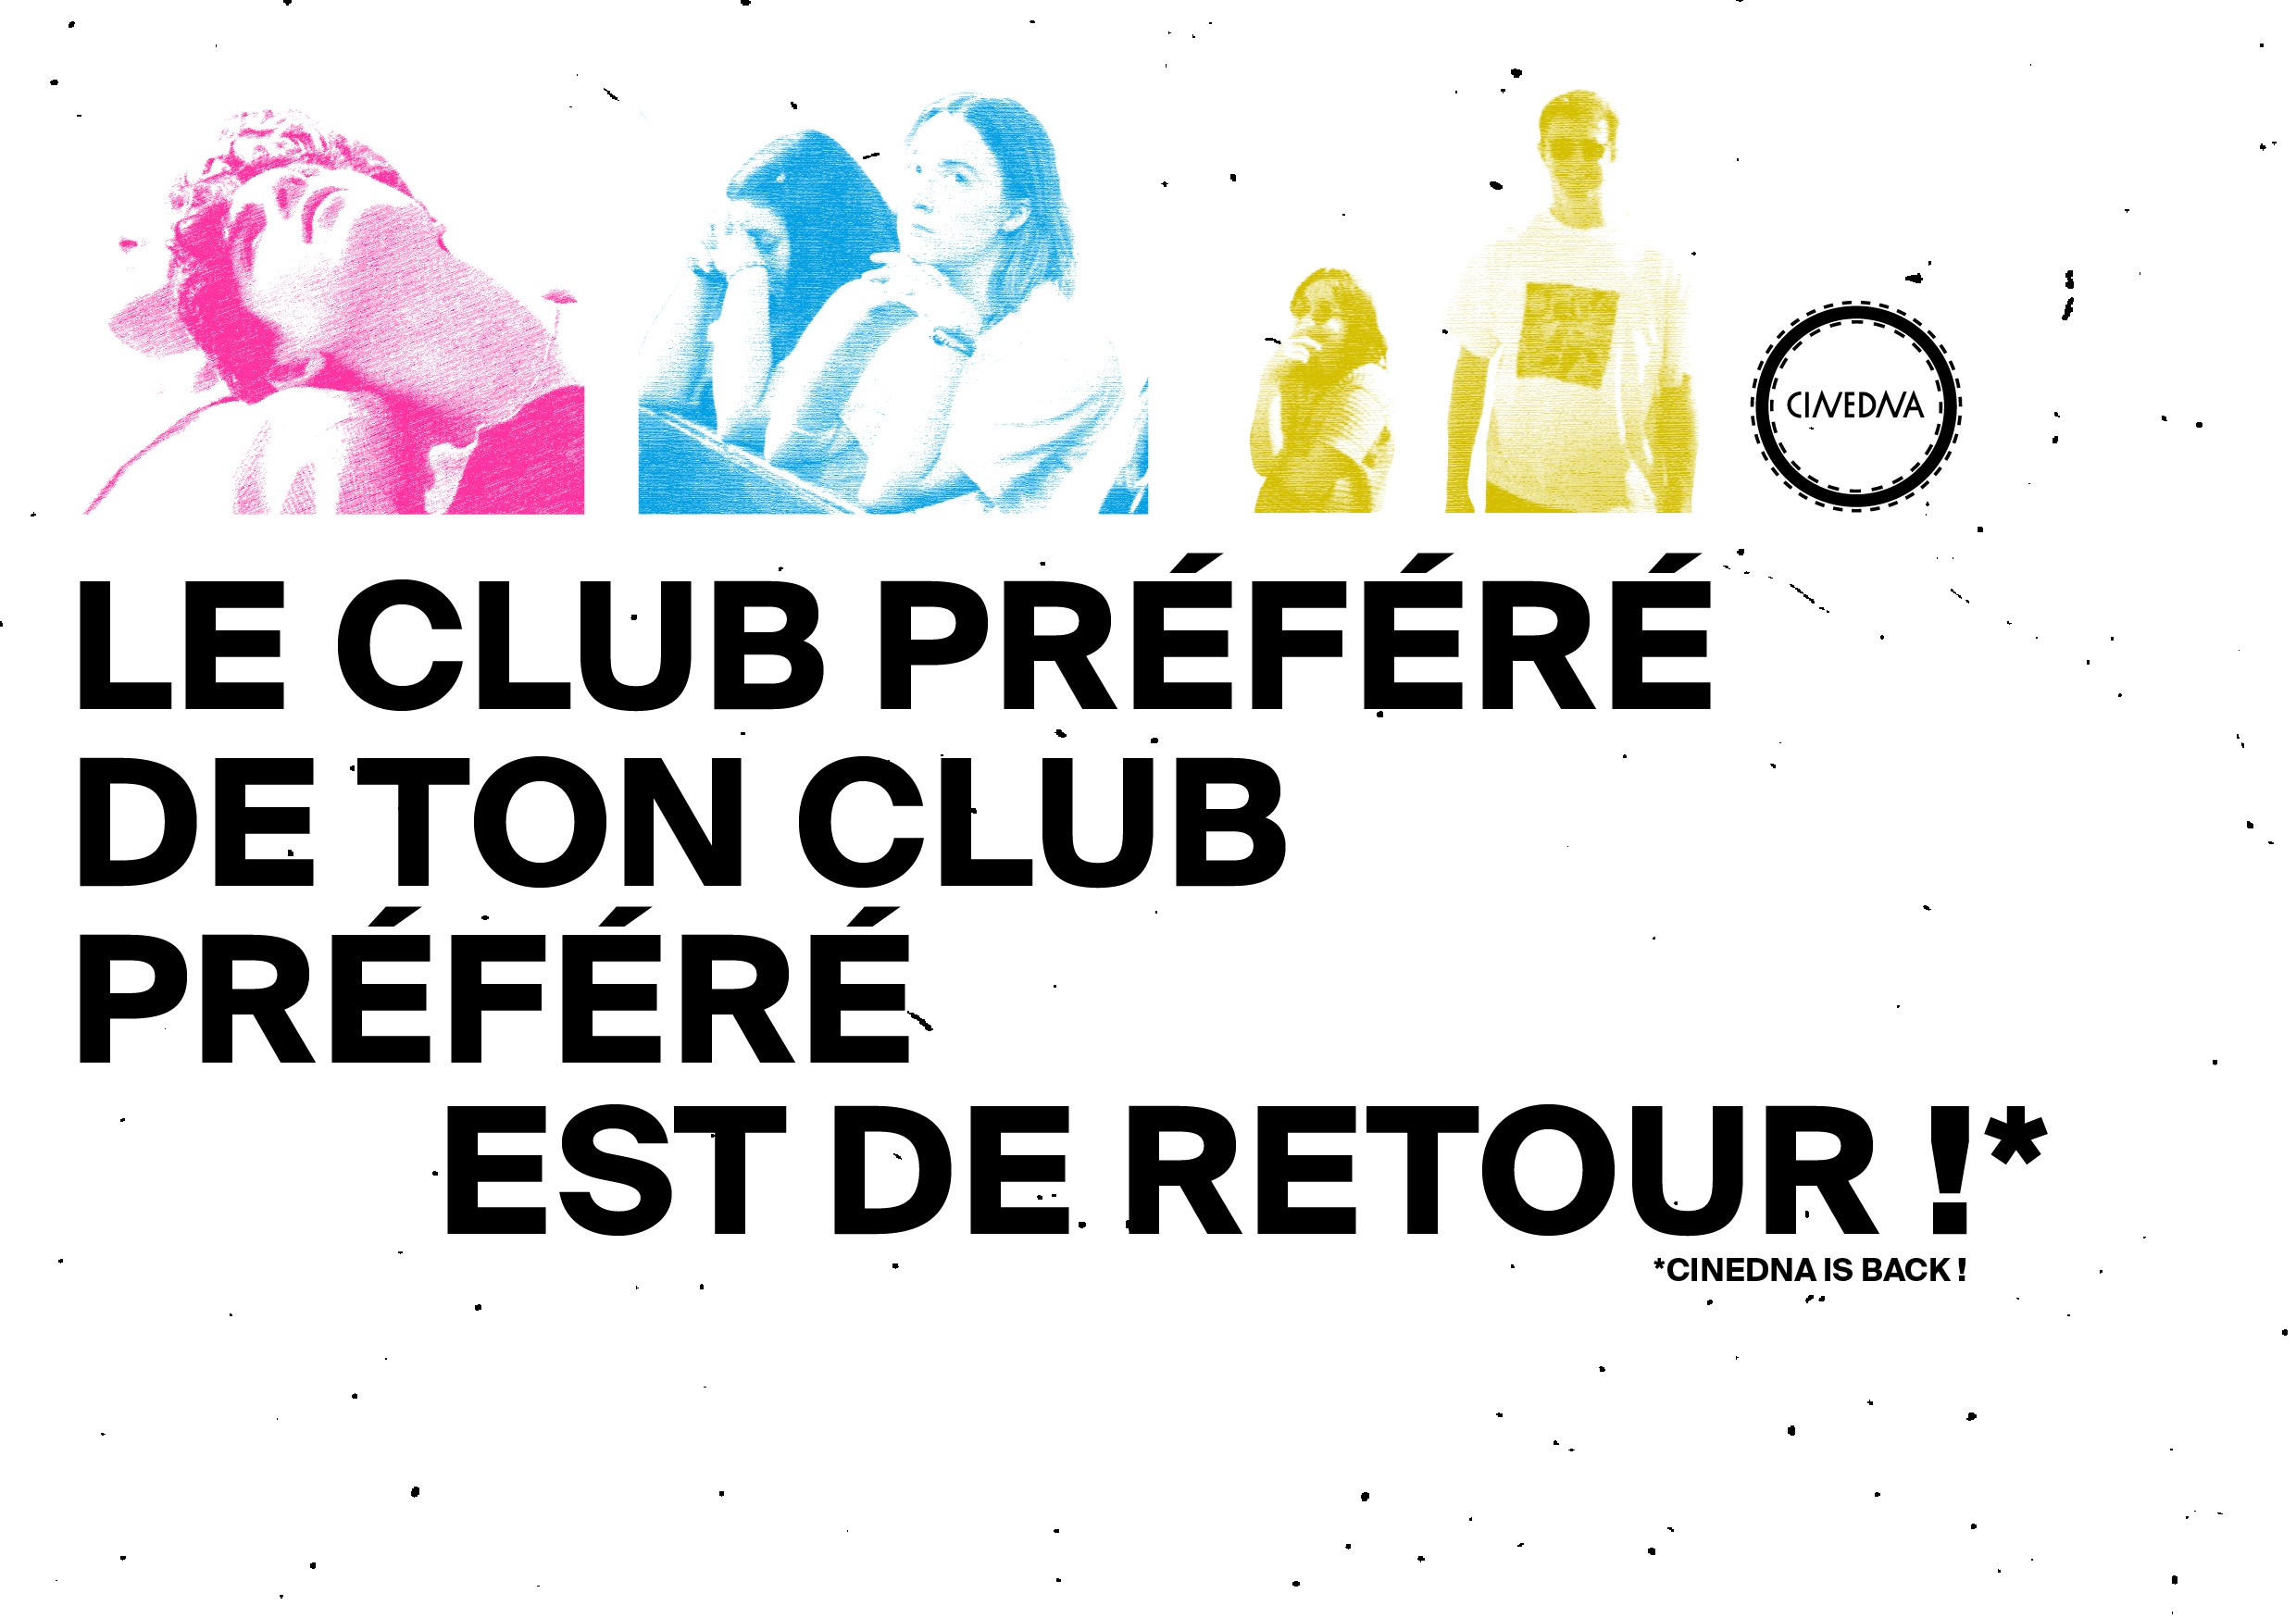 CINEDNA
LE CLUB PRÉFÉRÉ
DE TON CLUB
PRÉFÉRÉ
EST DE RETOUR !*
*CINEDNA IS BACK !